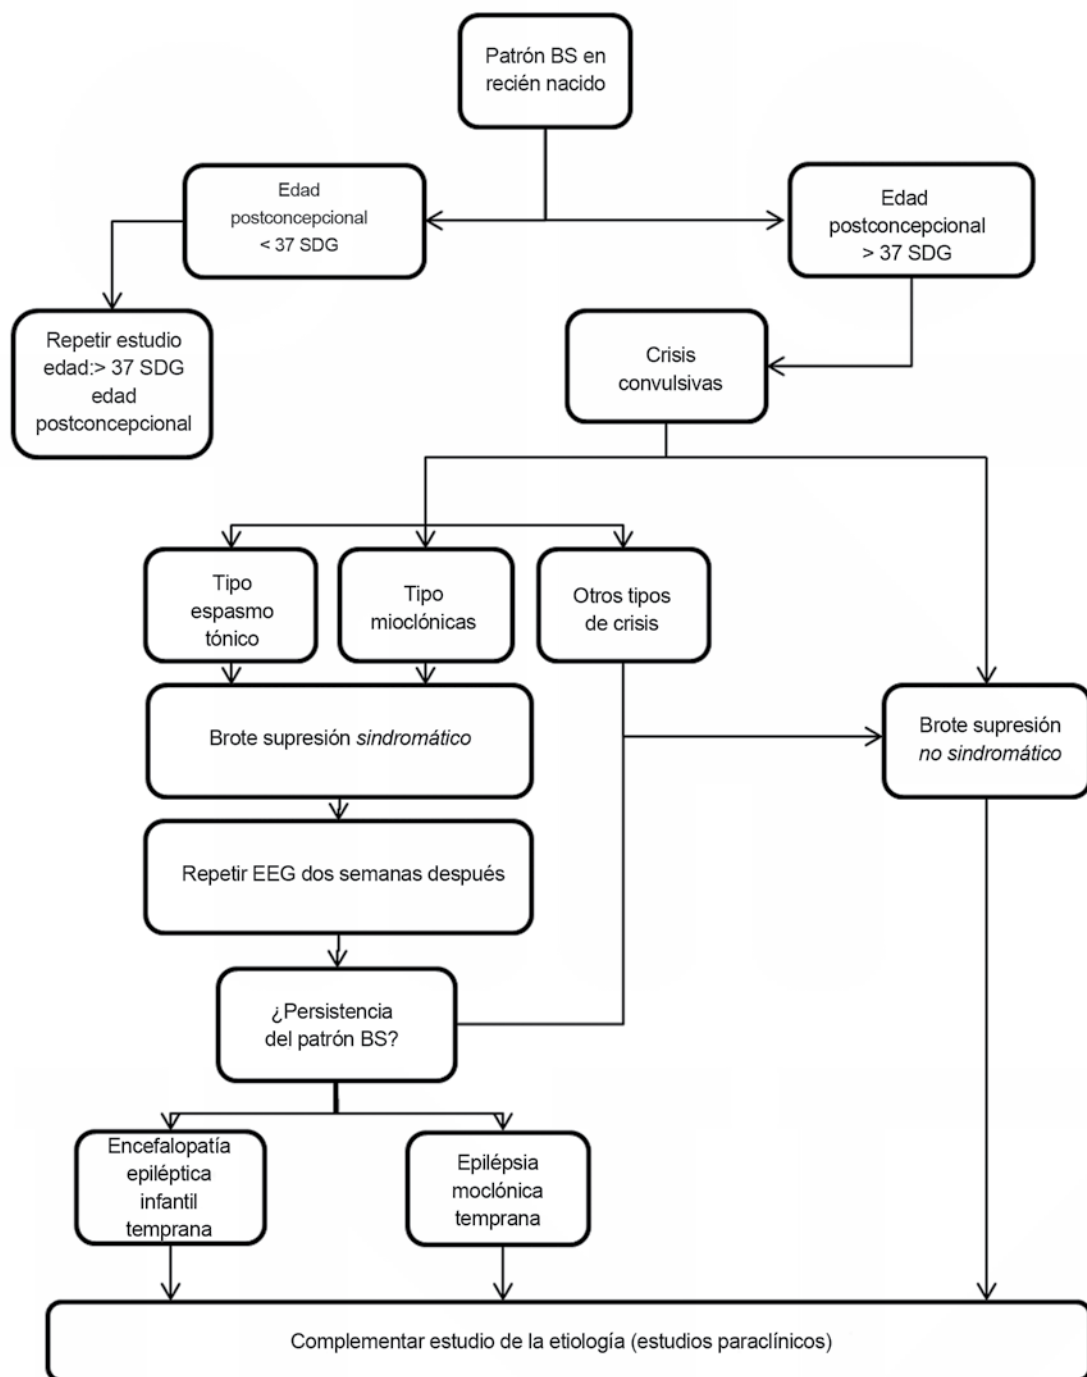 Patrón BS en
recién nacido
Edad
postconcepcional
< 37 SDG
Edad
postconcepcional
> 37 SDG
Repetir estudio
edad:> 37 SDG
edad
postconcepcional
Crisis
convulsivas
Tipo
espasmo
tónico
Tipo
mioclónicas
Otros tipos
de crisis
Brote supresión sindromático
Brote supresión
no sindromático
Repetir EEG dos semanas después
¿Persistencia
del patrón BS?
Encefalopatía
epiléptica
infantil
temprana
Epilépsia
moclónica
temprana
Complementar estudio de la etiología (estudios paraclínicos)